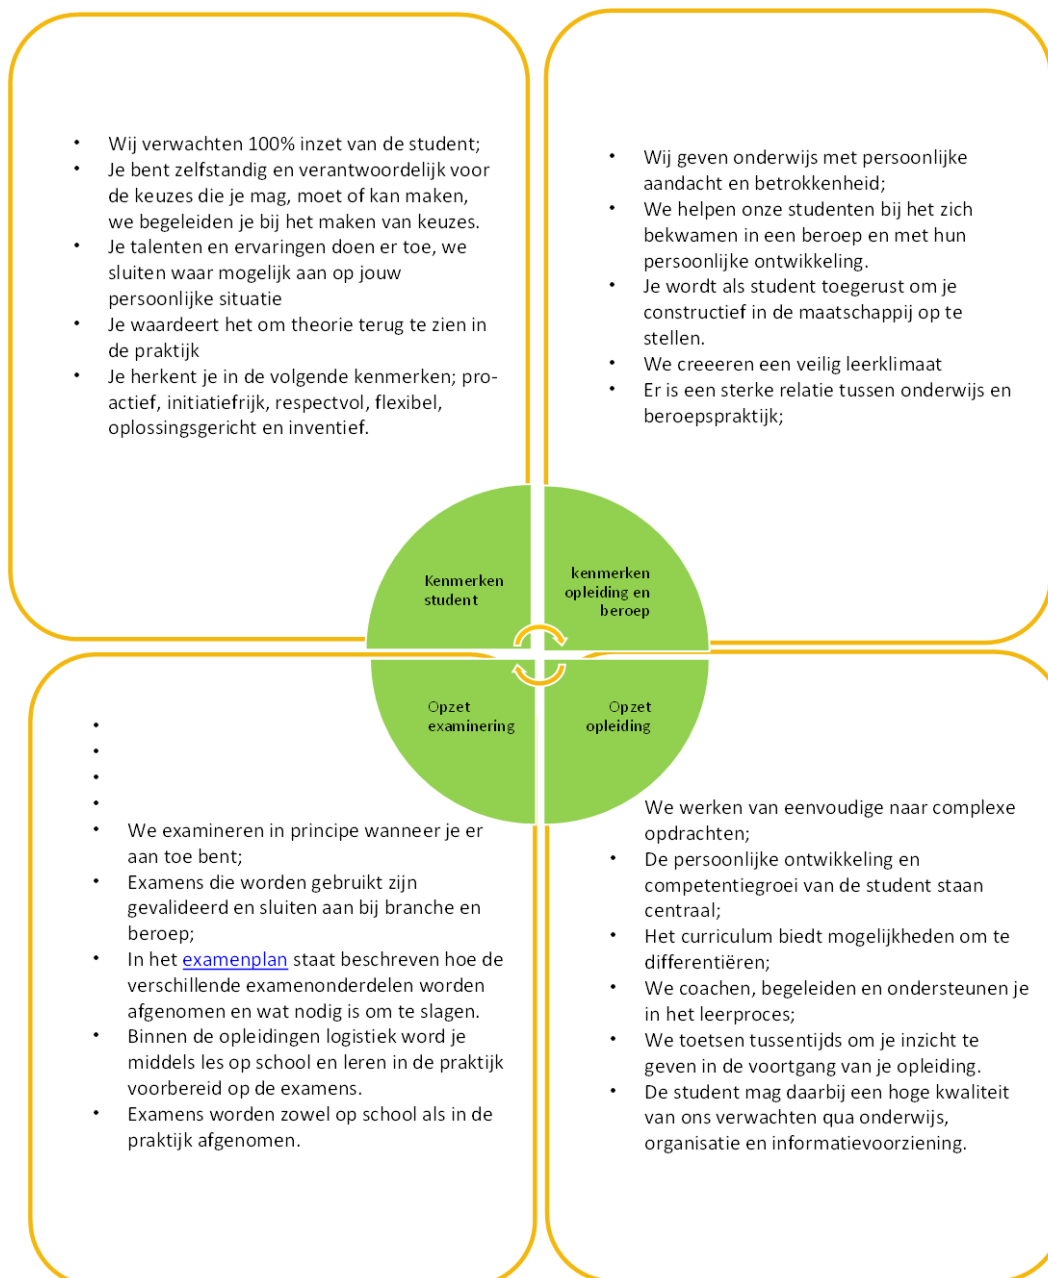 • Wij verwachten 100% inzet van de student;
• Je bent zelfstandig en verantwoordelijk voor
de keuzes die je mag, moet of kan maken,
we begeleiden je bij het maken van keuzes.
• Je talenten en ervaringen doen er toe, we
sluiten waar mogelijk aan op jouw
persoonlijke situatie
• Je waardeert het om theorie terug te zien in
de praktijk
• Je herkent je in de volgende kenmerken; pro-
actief, initiatiefrijk, respectvol, flexibel,
oplossingsgericht en inventief.
• Wij geven onderwijs met persoonlijke
aandacht en betrokkenheid;
• We helpen onze studenten bij het zich
bekwamen in een beroep en met hun
persoonlijke ontwikkeling.
• Je wordt als student toegerust om je
constructief in de maatschappij op te
stellen.
• We creeeren een veilig leerklimaat
• Er is een sterke relatie tussen onderwijs en
beroepspraktijk;
Kenmerken
student
kenmerken
opleiding en
beroep
Opzet
examinering
Opzet
opleiding
•
•
•
•
• We examineren in principe wanneer je er
aan toe bent;
• Examens die worden gebruikt zijn
gevalideerd en sluiten aan bij branche en
beroep;
• In het examenplan staat beschreven hoe de
verschillende examenonderdelen worden
afgenomen en wat nodig is om te slagen.
• Binnen de opleidingen logistiek word je
middels les op school en leren in de praktijk
voorbereid op de examens.
• Examens worden zowel op school als in de
praktijk afgenomen.
We werken van eenvoudige naar complexe
opdrachten;
• De persoonlijke ontwikkeling en
competentiegroei van de student staan
centraal;
• Het curriculum biedt mogelijkheden om te
differentiëren;
• We coachen, begeleiden en ondersteunen je
in het leerproces;
• We toetsen tussentijds om je inzicht te
geven in de voortgang van je opleiding.
• De student mag daarbij een hoge kwaliteit
van ons verwachten qua onderwijs,
organisatie en informatievoorziening.